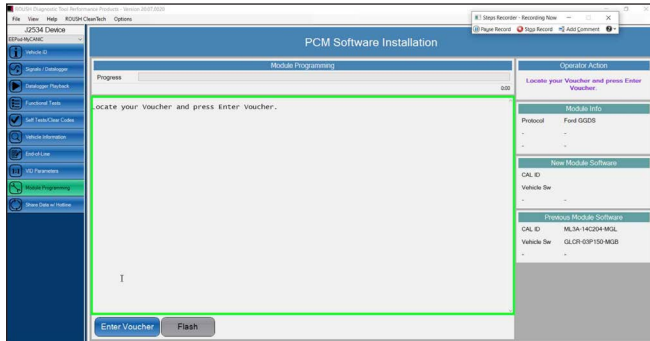 ROUSH Diagnostic Tool Performance Products - Version 20.07.0026
File View Help ROUSH CleanTech Options
Steps Recorder - Recording Now
Pause Record Stop Record Add Comment
J2534 Device
EEPod-MyCANIC
Vehicle ID
Signals / Datalogger
Datalogger Playback
Functional Tests
Self Tests/Clear Codes
Vehicle Information
End-of-Line
VID Parameters
Module Programming
Share Data w/ Hotline
PCM Software Installation
Module Programming
Progress
0:00
Locate your Voucher and press Enter Voucher.
Enter Voucher
Flash
Operator Action
Locate your Voucher and press Enter
Voucher.
Module Info
Protocol Ford GGDS
- -
- -
New Module Software
CAL ID
Vehicle Sw
- -
Previous Module Software
CAL ID ML3A-14C204-MGL
Vehicle Sw GLCR-03P150-MGB
- -